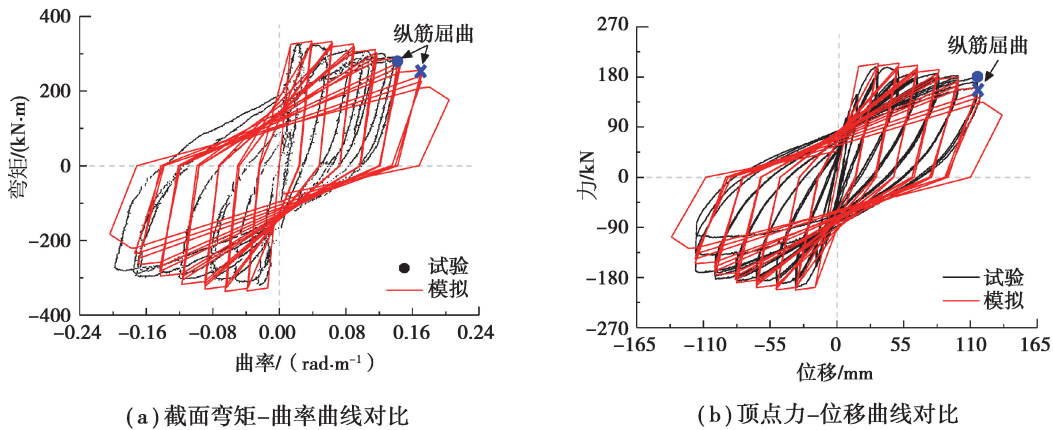 400
200
0
-200
-400
弯矩/(kN·m)
纵筋屈曲
试验
模拟
-0.24 -0.16 -0.08 0.00 0.08 0.16 0.24
曲率/（rad·m⁻¹）
(a)截面弯矩-曲率曲线对比
270
180
90
0
-90
-180
-270
力/kN
纵筋屈曲
试验
模拟
-165 -110 -55 0 55 110 165
位移/mm
(b)顶点力-位移曲线对比